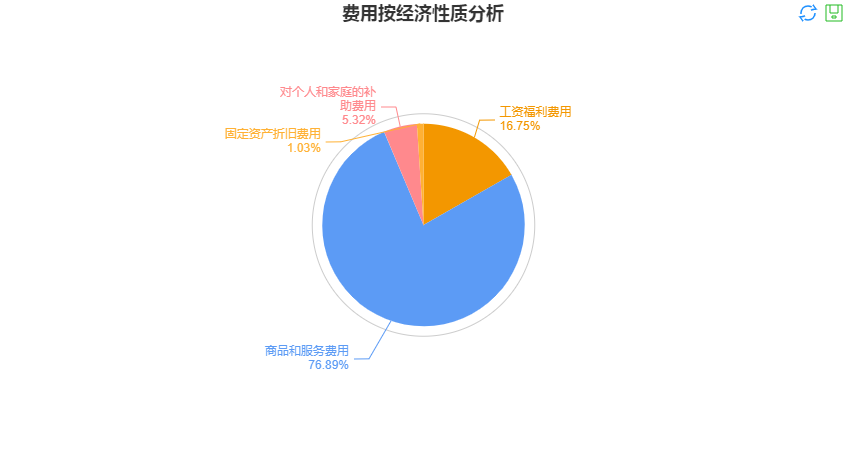 费用按经济性质分析
对个人和家庭的补
助费用
5.32%
工资福利费用
16.75%
固定资产折旧费用
1.03%
商品和服务费用
76.89%